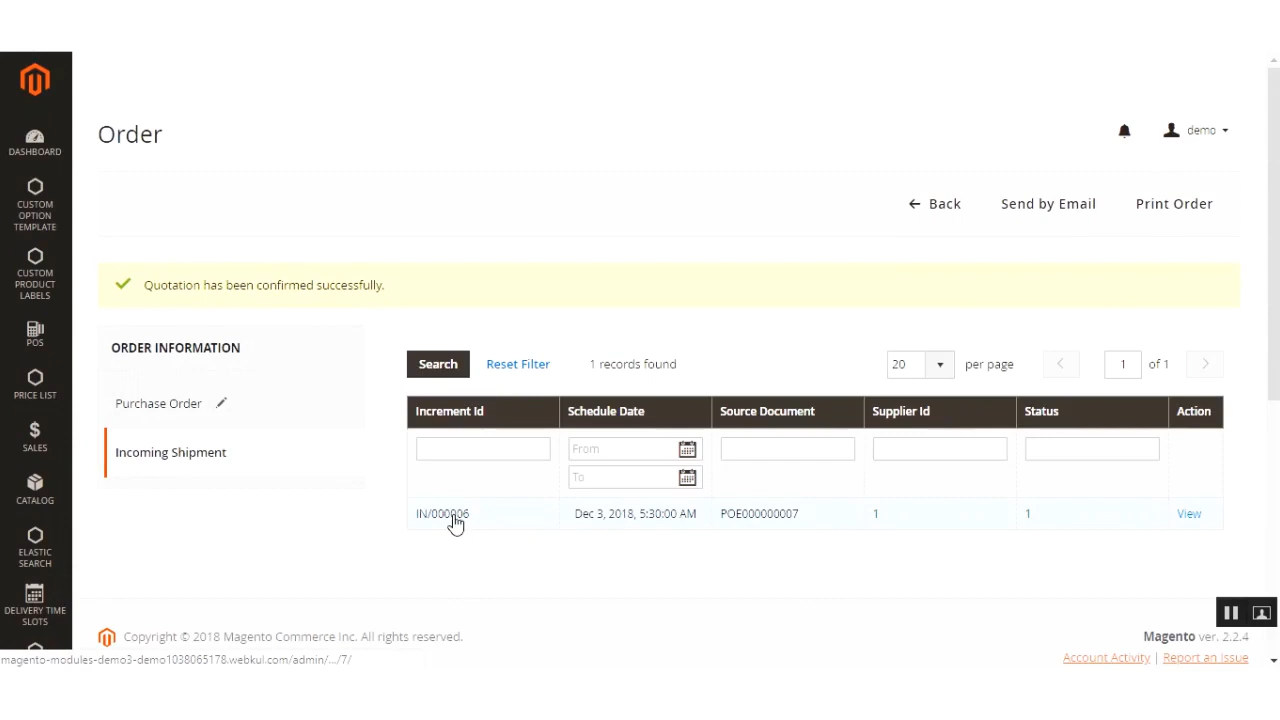 Order
demo
Back
Send by Email
Print Order
Quotation has been confirmed successfully.
DASHBOARD
CUSTOM
OPTION
TEMPLATE
CUSTOM
PRODUCT
LABELS
POS
PRICE LIST
SALES
CATALOG
ELASTIC
SEARCH
DELIVERY TIME
SLOTS
ORDER INFORMATION
Purchase Order
Incoming Shipment
Search Reset Filter 1 records found 20 per page 1 of 1
Increment Id Schedule Date Source Document Supplier Id Status Action
From
To
IN/000006 Dec 3, 2018, 5:30:00 AM POE000000007 1 1 View
Copyright © 2018 Magento Commerce Inc. All rights reserved.
Magento ver. 2.2.4
Account Activity | Report an Issue
magento-modules-demo3-demo1038065178.webkul.com/admin/.../7/